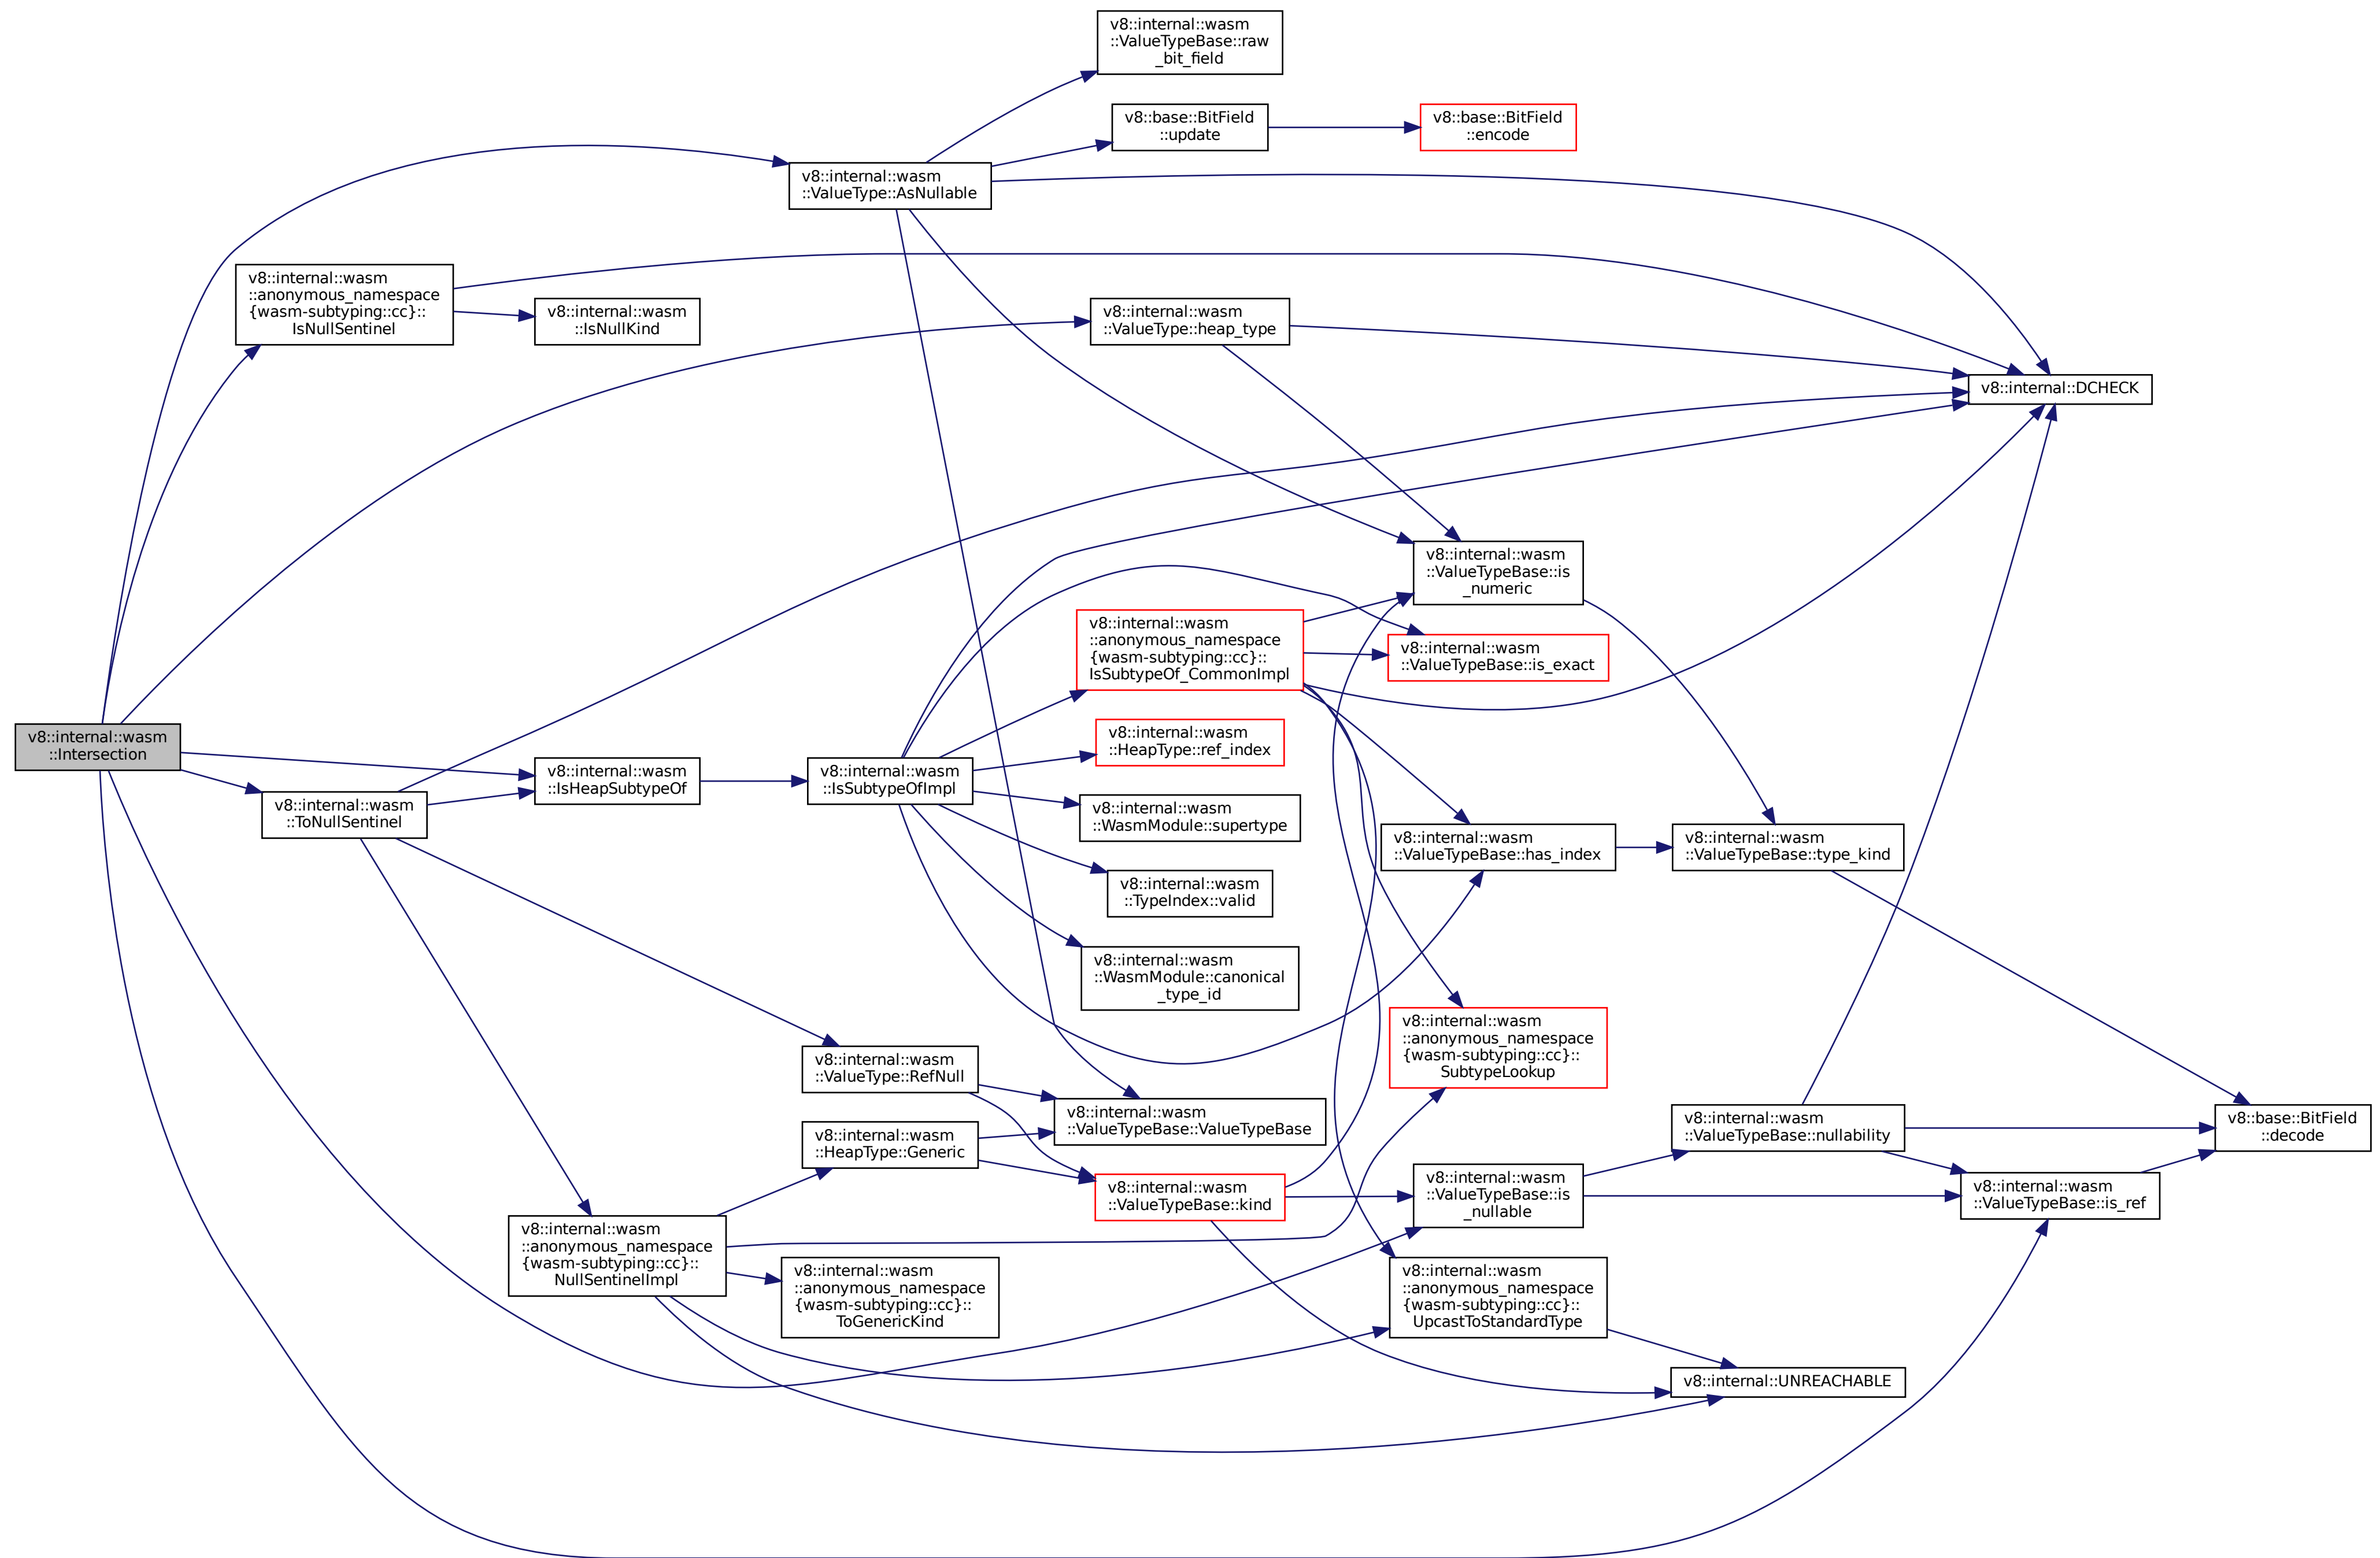 v8::internal::wasm
::Intersection
v8::internal::wasm
::ValueType::AsNullable
v8::internal::wasm
::ValueTypeBase::raw
_bit_field
v8::base::BitField
::update
v8::base::BitField
::encode
v8::internal::wasm
::anonymous_namespace
{wasm-subtyping::cc}::
IsNullSentinel
v8::internal::wasm
::IsNullKind
v8::internal::wasm
::ValueType::heap_type
v8::internal::DCHECK
v8::internal::wasm
::ValueTypeBase::is
_numeric
v8::internal::wasm
::anonymous_namespace
{wasm-subtyping::cc}::
IsSubtypeOf_CommonImpl
v8::internal::wasm
::ValueTypeBase::is_exact
v8::internal::wasm
::HeapType::ref_index
v8::internal::wasm
::ToNullSentinel
v8::internal::wasm
::IsHeapSubtypeOf
v8::internal::wasm
::IsSubtypeOfImpl
v8::internal::wasm
::WasmModule::supertype
v8::internal::wasm
::ValueTypeBase::has_index
v8::internal::wasm
::ValueTypeBase::type_kind
v8::internal::wasm
::TypeIndex::valid
v8::internal::wasm
::WasmModule::canonical
_type_id
v8::internal::wasm
::anonymous_namespace
{wasm-subtyping::cc}::
SubtypeLookup
v8::internal::wasm
::ValueType::RefNull
v8::internal::wasm
::ValueTypeBase::ValueTypeBase
v8::internal::wasm
::HeapType::Generic
v8::internal::wasm
::ValueTypeBase::kind
v8::internal::wasm
::ValueTypeBase::is
_nullable
v8::internal::wasm
::ValueTypeBase::nullability
v8::base::BitField
::decode
v8::internal::wasm
::ValueTypeBase::is_ref
v8::internal::wasm
::anonymous_namespace
{wasm-subtyping::cc}::
NullSentinelImpl
v8::internal::wasm
::anonymous_namespace
{wasm-subtyping::cc}::
ToGenericKind
v8::internal::wasm
::anonymous_namespace
{wasm-subtyping::cc}::
UpcastToStandardType
v8::internal::UNREACHABLE